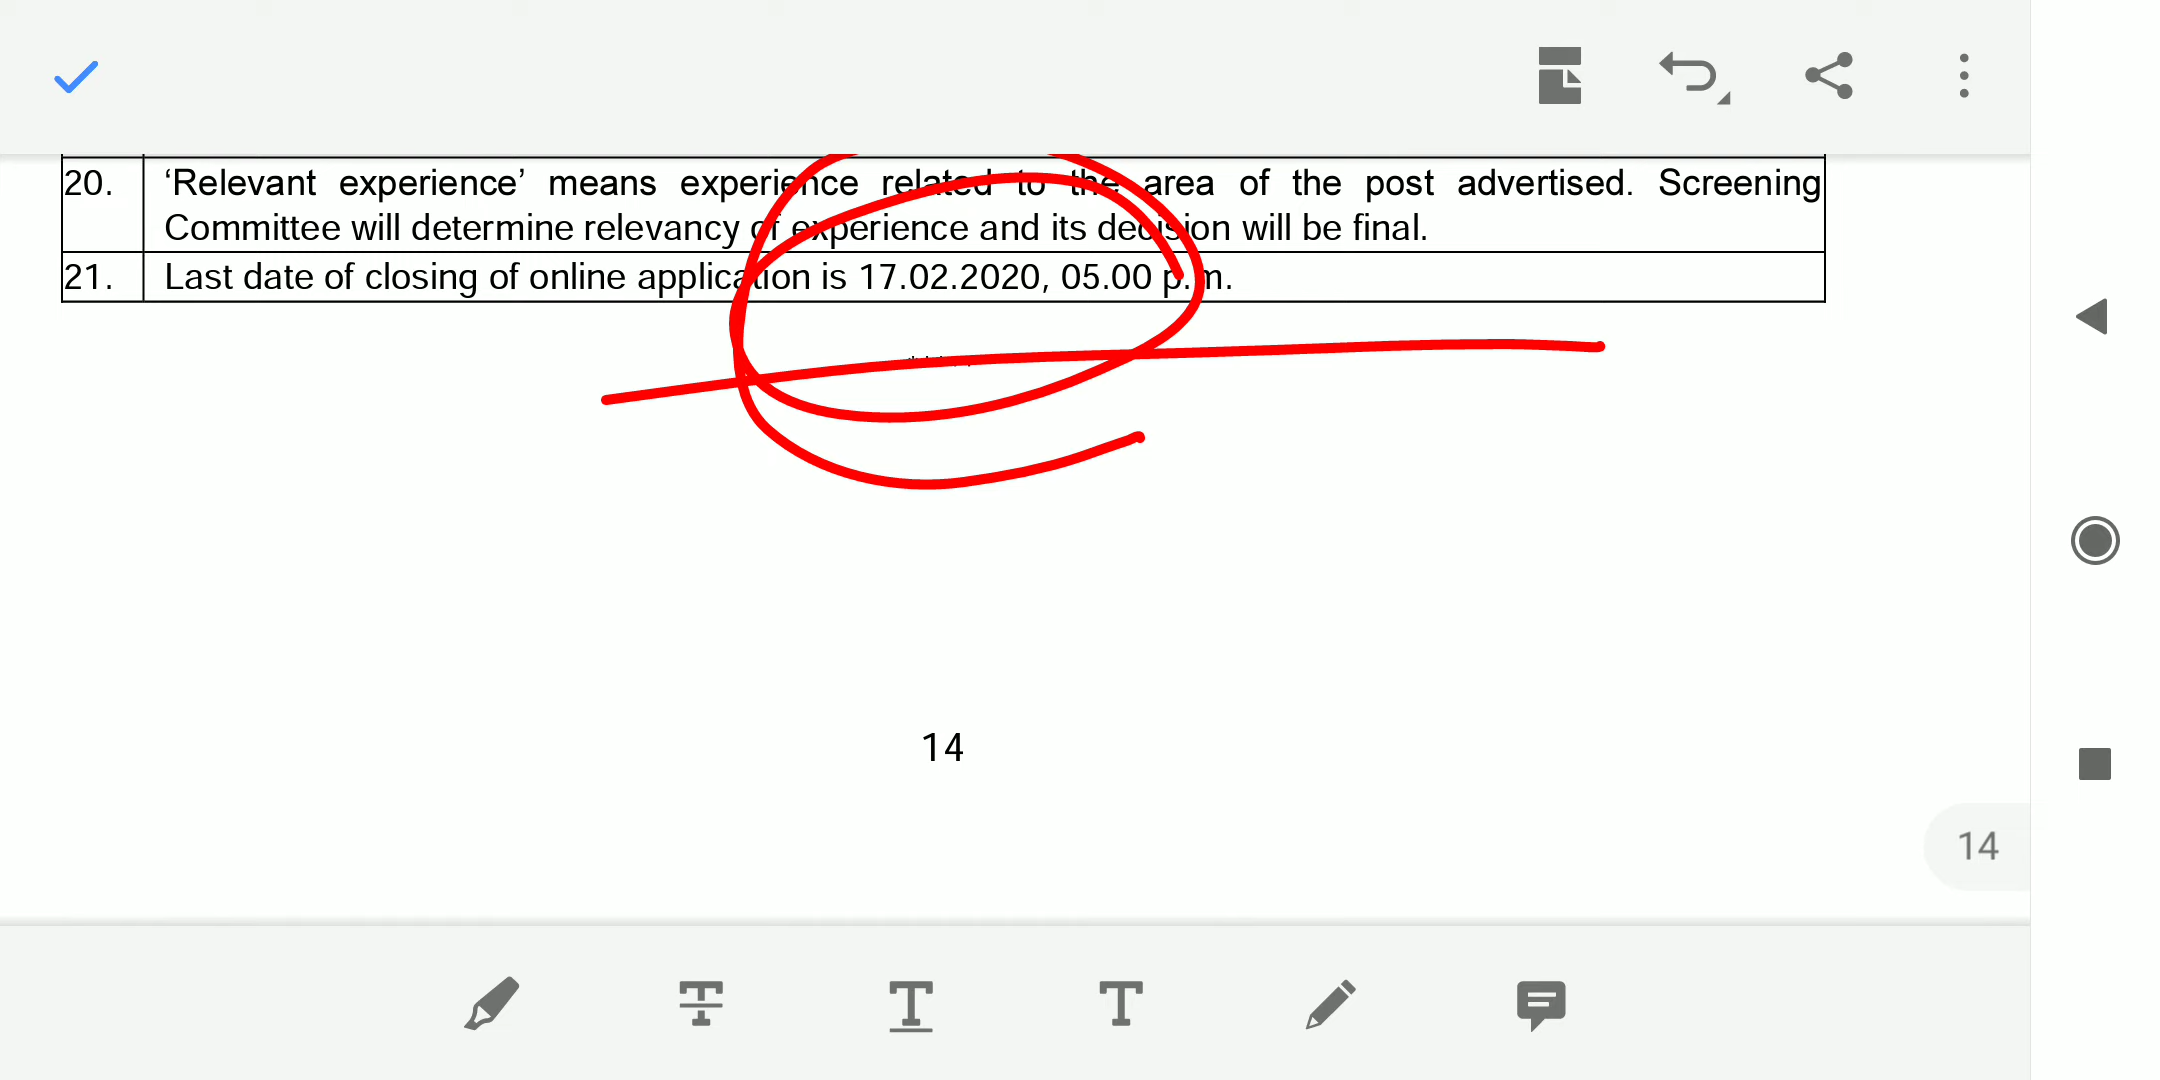 20. ‘Relevant experience’ means experience related to the area of the post advertised. Screening
Committee will determine relevancy of experience and its decision will be final.
21. Last date of closing of online application is 17.02.2020, 05.00 p.m.
14
14